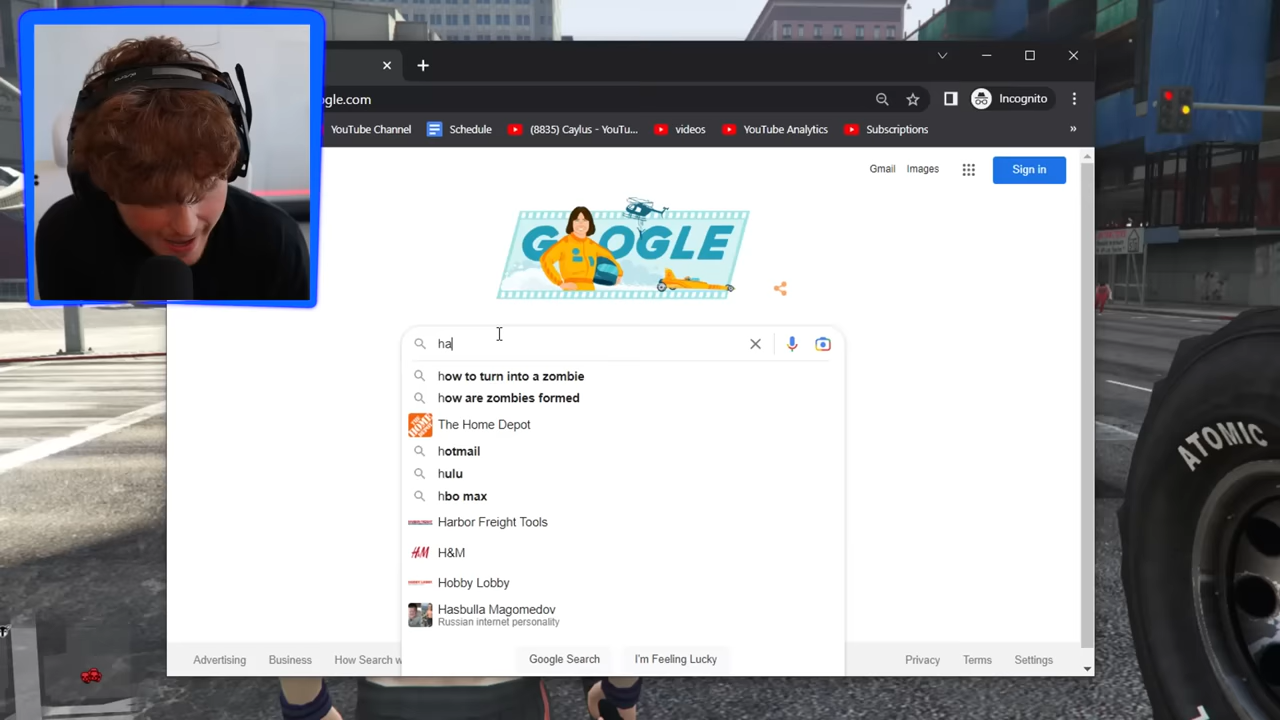 gle.com
Incognito
YouTube Channel
Schedule
(8835) Caylus - YouTu...
videos
YouTube Analytics
Subscriptions
»
Gmail
Images
Sign in
GOOGLE
ha
how to turn into a zombie
how are zombies formed
The Home Depot
hotmail
hulu
hbo max
Harbor Freight Tools
H&M
Hobby Lobby
Hasbulla Magomedov
Russian internet personality
Google Search
I'm Feeling Lucky
Advertising
Business
How Search w
Privacy
Terms
Settings
ATOMIC